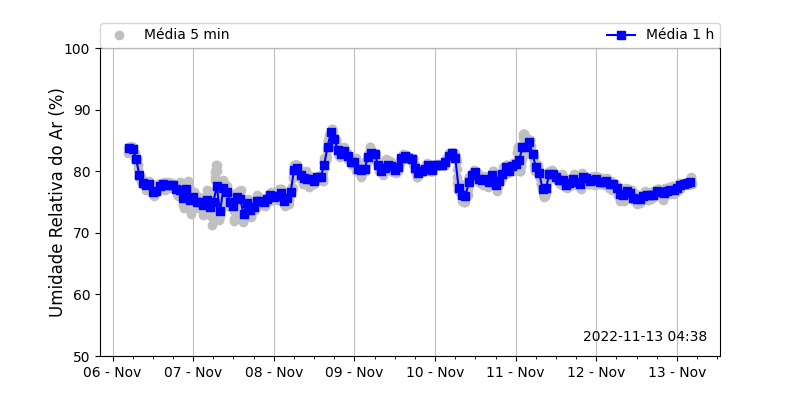 Média 5 min Média 1 h
Umidade Relativa do Ar (%)
100
90
80
70
60
50
2022-11-13 04:38
06 - Nov 07 - Nov 08 - Nov 09 - Nov 10 - Nov 11 - Nov 12 - Nov 13 - Nov